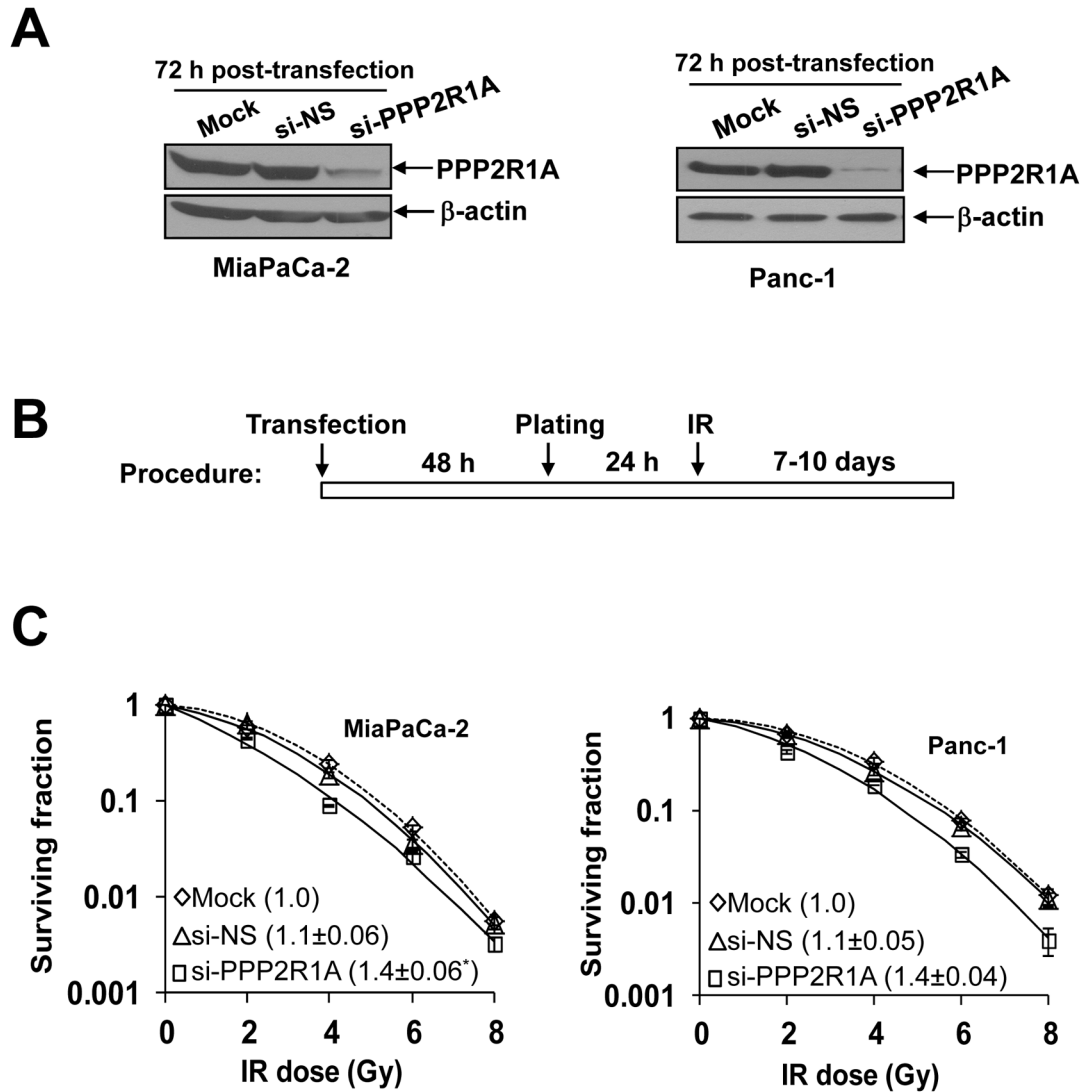 A
72 h post-transfection
Mock si-NS si-PPP2R1A
PPP2R1A
β-actin
MiaPaCa-2
72 h post-transfection
Mock si-NS si-PPP2R1A
PPP2R1A
β-actin
Panc-1
B
Transfection Plating IR
Procedure: 48 h 24 h 7-10 days
C
Surviving fraction
1
0.1
0.01
0.001
MiaPaCa-2
Mock (1.0)
si-NS (1.1±0.06)
si-PPP2R1A (1.4±0.06*)
0 2 4 6 8
IR dose (Gy)
Surviving fraction
1
0.1
0.01
0.001
Panc-1
Mock (1.0)
si-NS (1.1±0.05)
si-PPP2R1A (1.4±0.04)
0 2 4 6 8
IR dose (Gy)